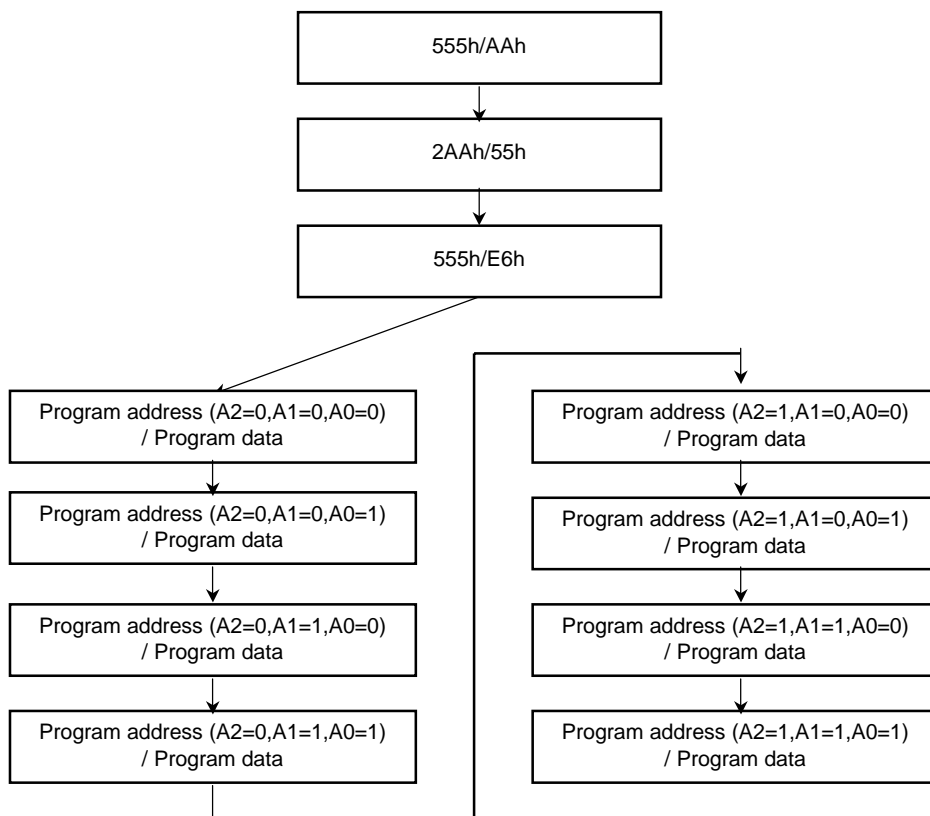 555h/AAh
2AAh/55h
555h/E6h
Program address (A2=0,A1=0,A0=0)
/ Program data
Program address (A2=0,A1=0,A0=1)
/ Program data
Program address (A2=0,A1=1,A0=0)
/ Program data
Program address (A2=0,A1=1,A0=1)
/ Program data
Program address (A2=1,A1=0,A0=0)
/ Program data
Program address (A2=1,A1=0,A0=1)
/ Program data
Program address (A2=1,A1=1,A0=0)
/ Program data
Program address (A2=1,A1=1,A0=1)
/ Program data